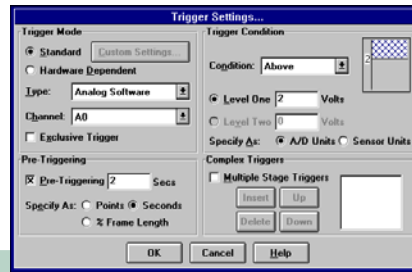 Trigger Settings...
Trigger Mode
Standard
Custom Settings...
Hardware Dependent
Type: Analog Software
Channel: A0
Exclusive Trigger
Trigger Condition
Condition: Above
2
Level One 2 Volts
Level Two 0 Volts
Specify As: A/D Units Sensor Units
Pre-Triggering
Pre-Triggering 2 Secs
Specify As: Points Seconds
% Frame Length
Complex Triggers
Multiple Stage Triggers
Insert Up
Delete Down
OK Cancel Help